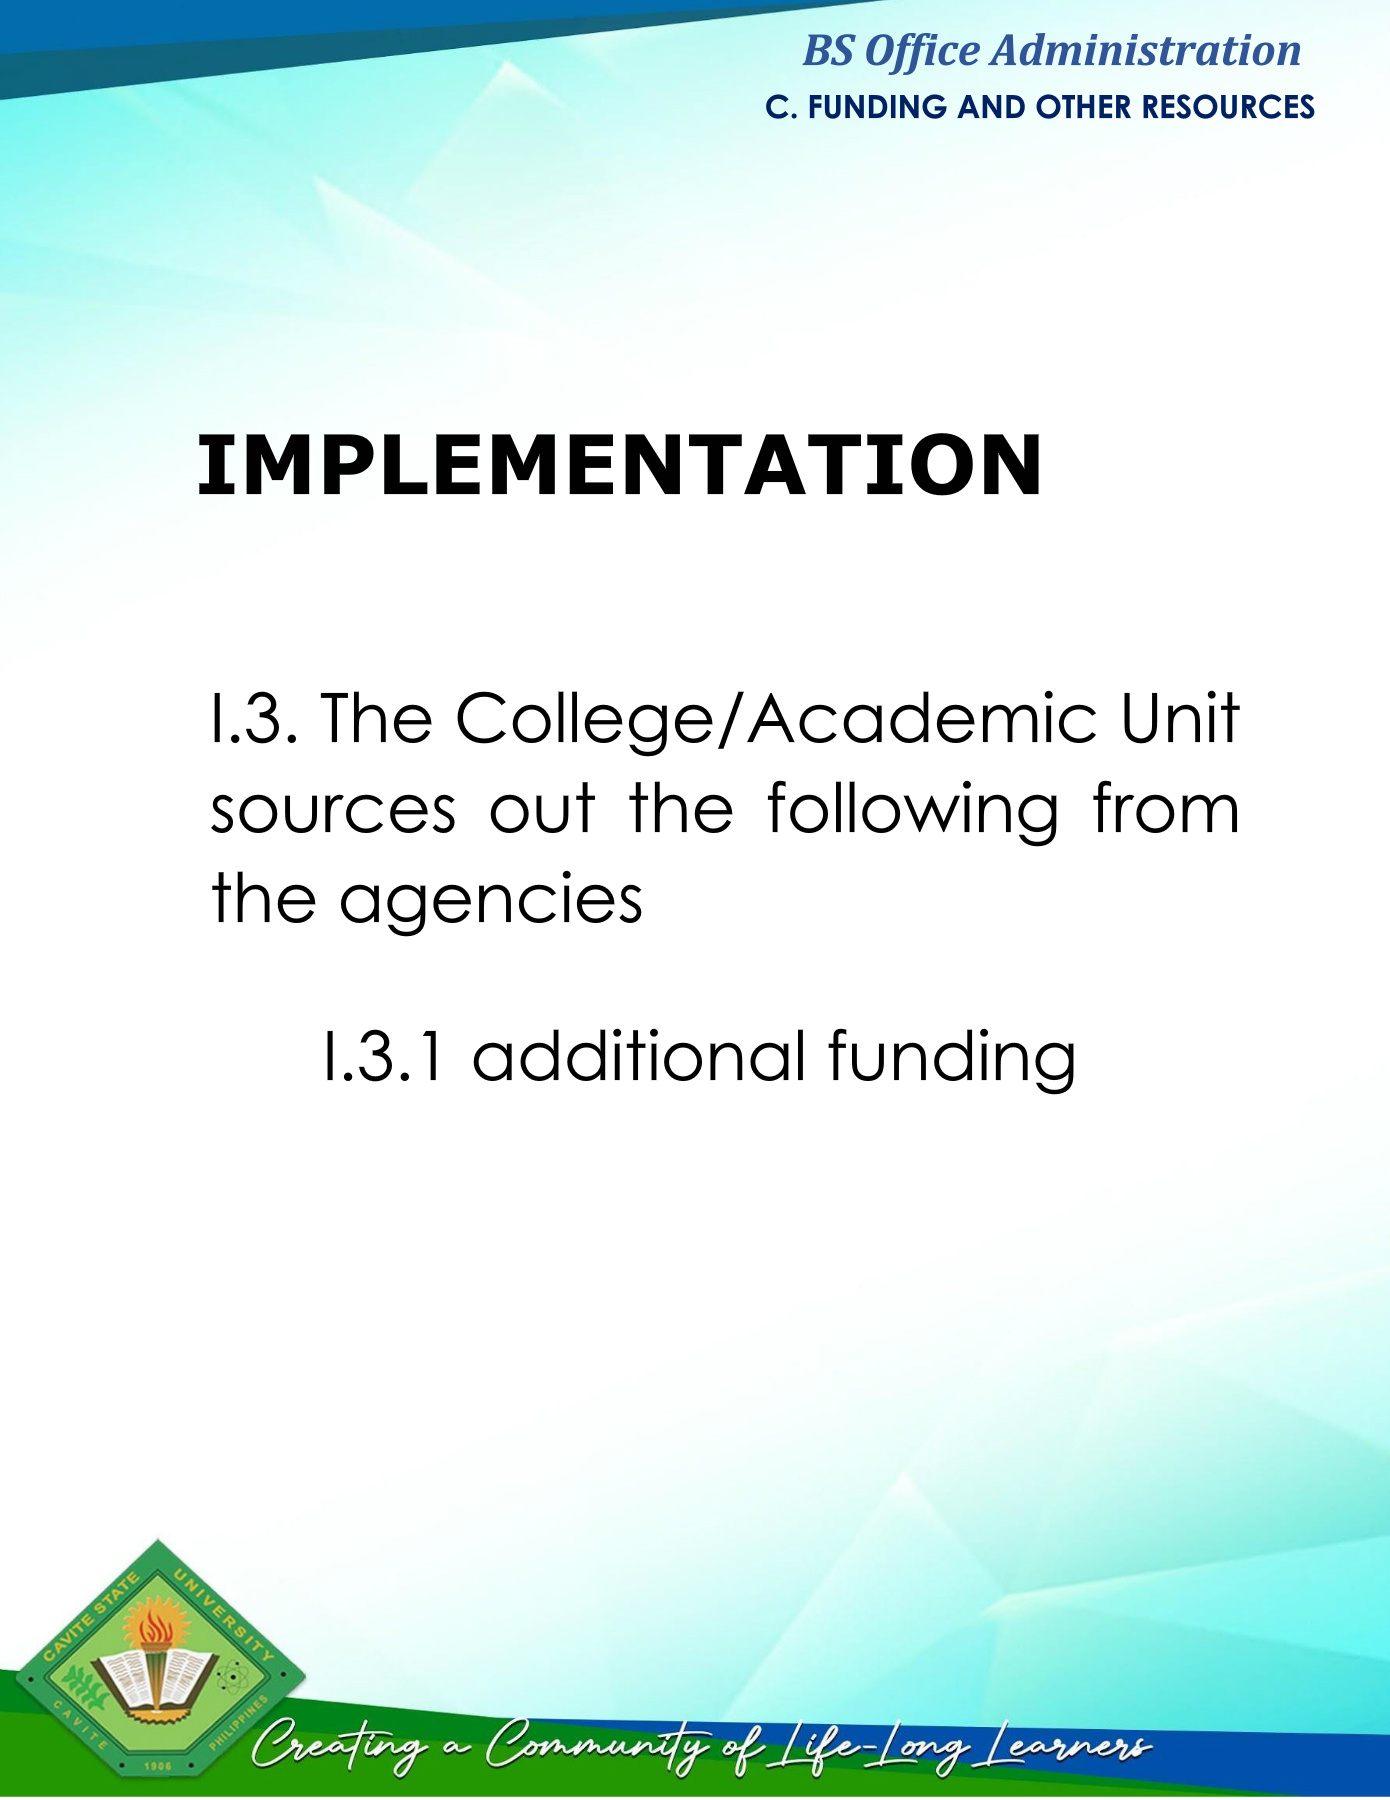 BS Office Administration
C. FUNDING AND OTHER RESOURCES
IMPLEMENTATION
I.3. The College/Academic Unit
sources out the following from
the agencies
I.3.1 additional funding
CAVITE STATE UNIVERSITY
CAVITE
PHILIPPINES
1906
Creating a Community of Life-Long Learners